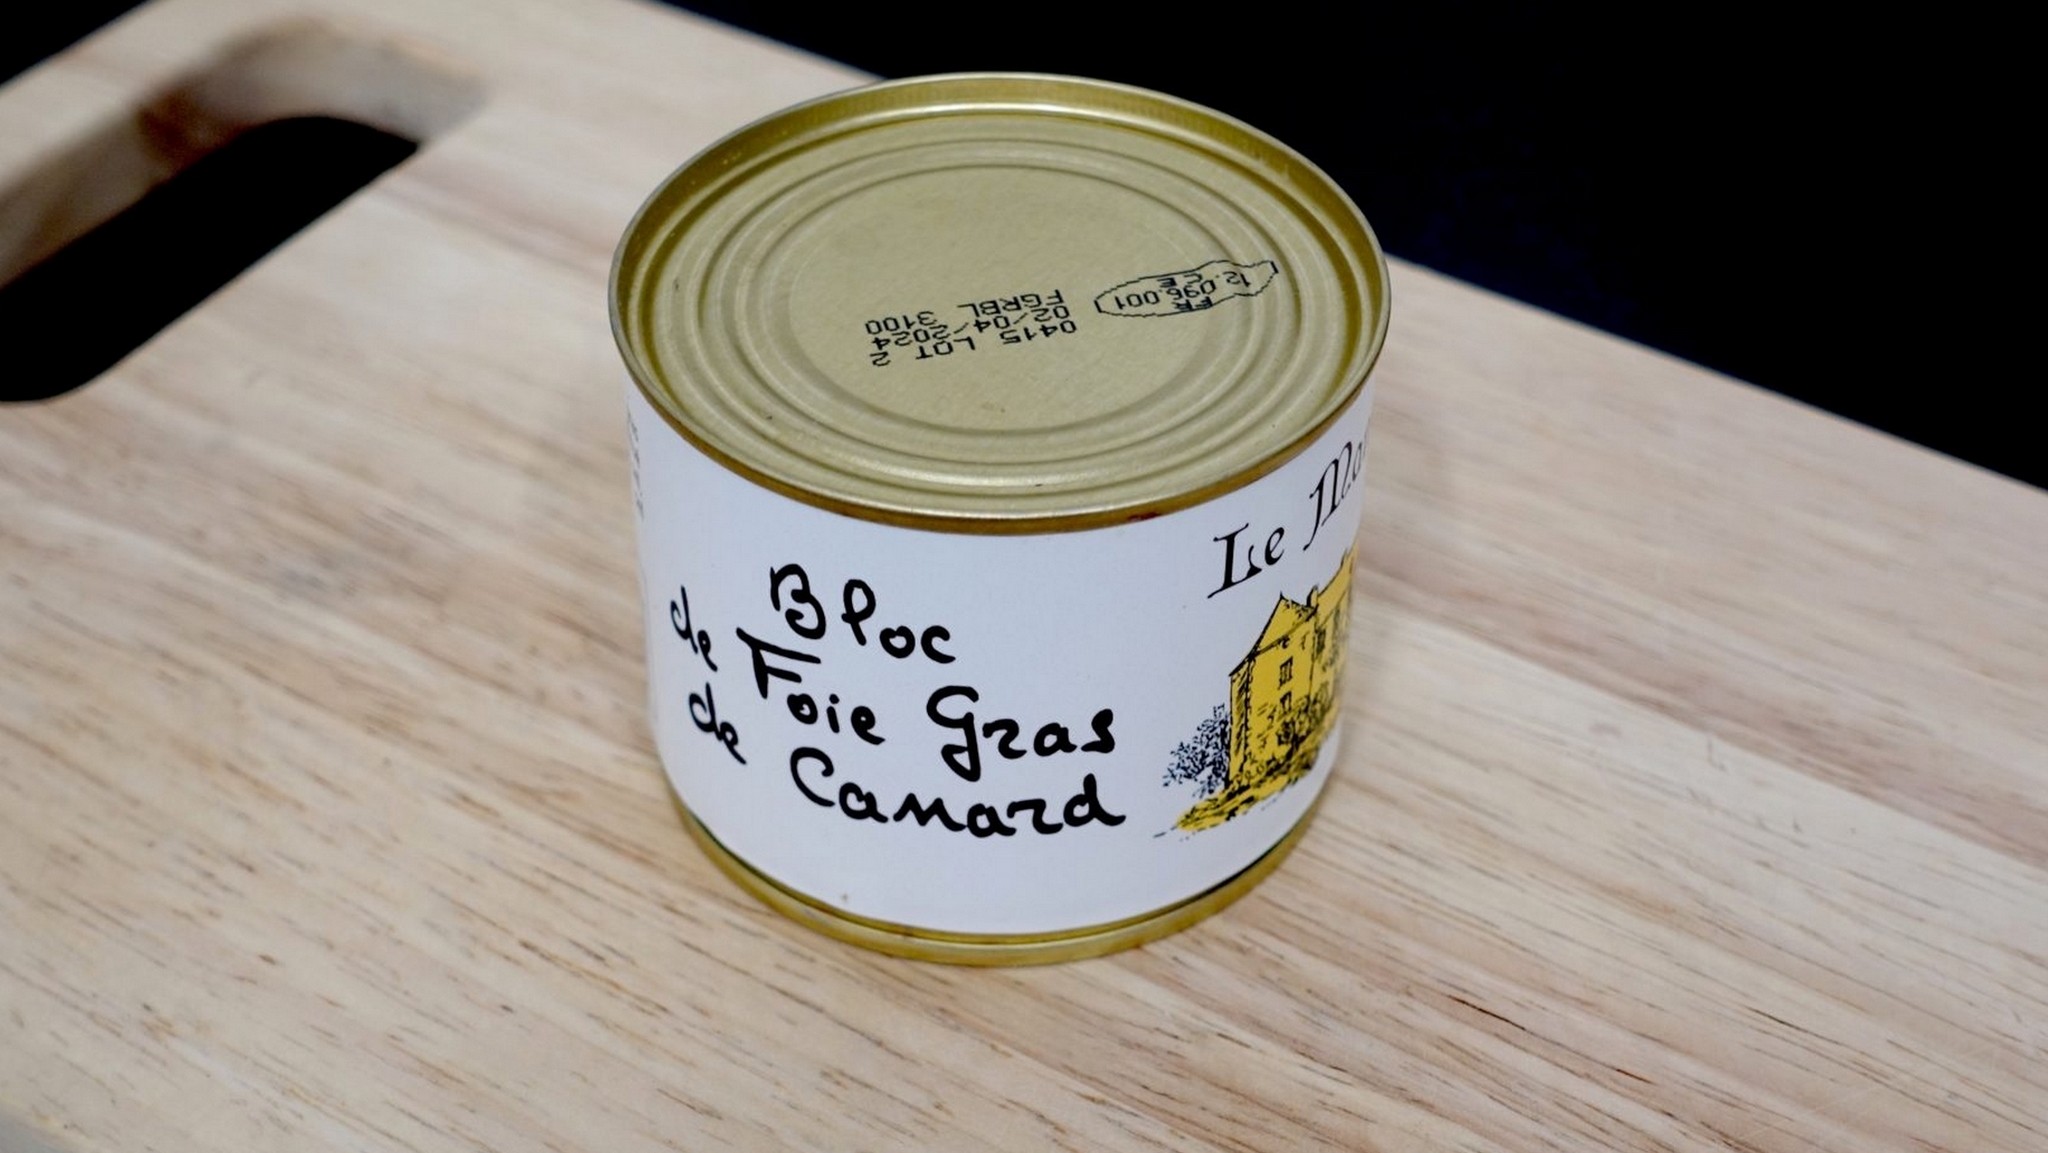 0415 LOT 2
02/04/2024
FGRBL 3100
FR
12.096.001
CE
Bloc
de Foie Gras
de Canard
Le